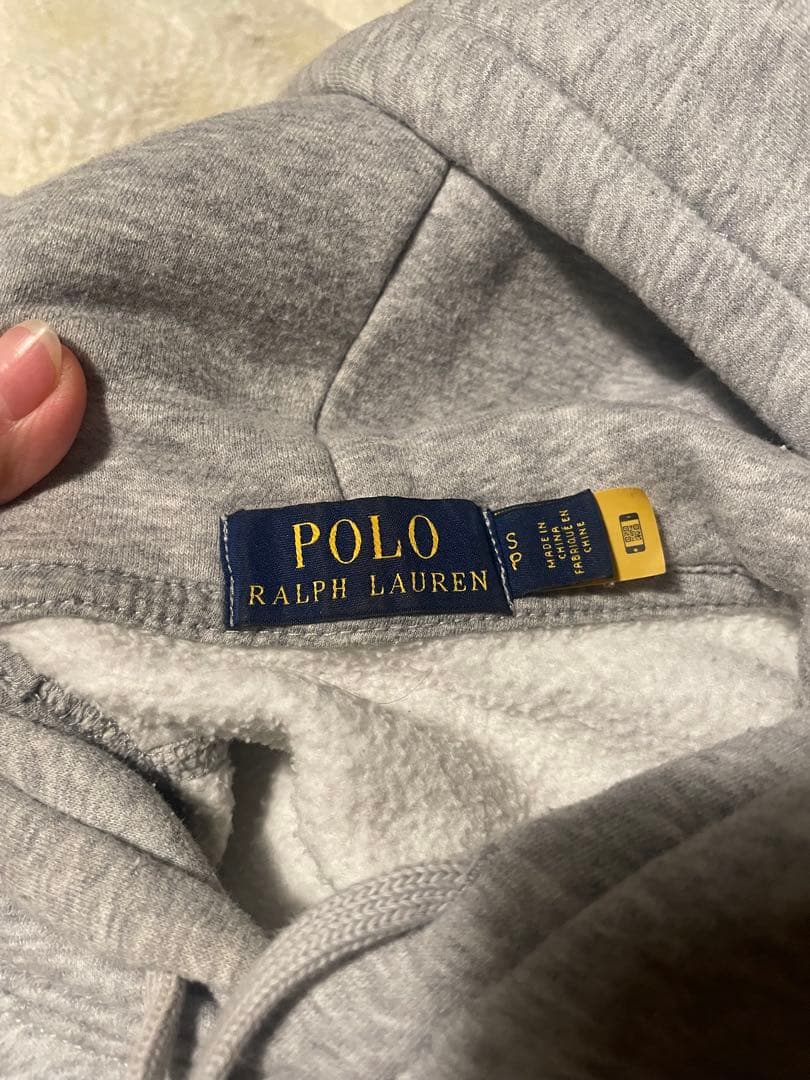 POLO
RALPH LAUREN
S
P
MADE IN
CHINA
FABRIQUÉ EN
CHINE